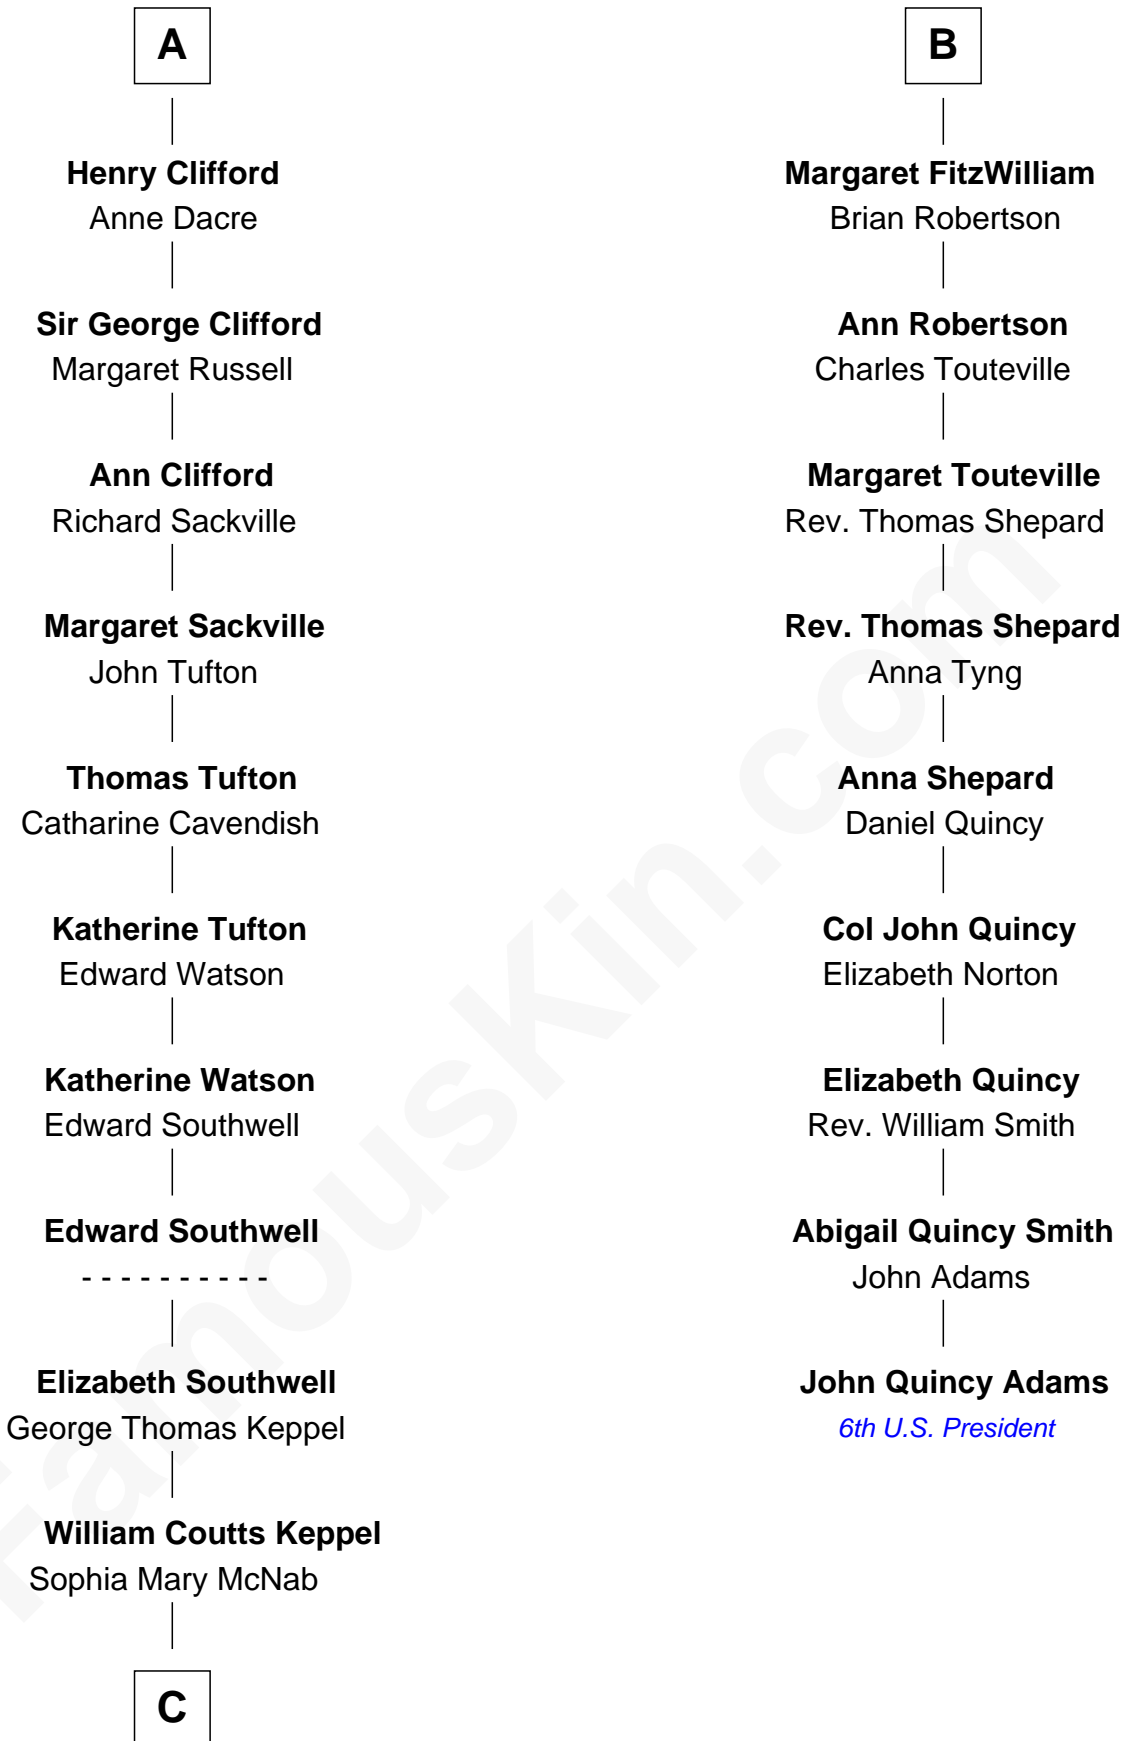 A
Henry Clifford
Anne Dacre
Sir George Clifford
Margaret Russell
Ann Clifford
Richard Sackville
Margaret Sackville
John Tufton
Thomas Tufton
Catharine Cavendish
Katherine Tufton
Edward Watson
Katherine Watson
Edward Southwell
Edward Southwell
- - - - - - - - - -
Elizabeth Southwell
George Thomas Keppel
William Coutts Keppel
Sophia Mary McNab
C
B
Margaret FitzWilliam
Brian Robertson
Ann Robertson
Charles Touteville
Margaret Touteville
Rev. Thomas Shepard
Rev. Thomas Shepard
Anna Tyng
Anna Shepard
Daniel Quincy
Col John Quincy
Elizabeth Norton
Elizabeth Quincy
Rev. William Smith
Abigail Quincy Smith
John Adams
John Quincy Adams
6th U.S. President
FamousKin.com